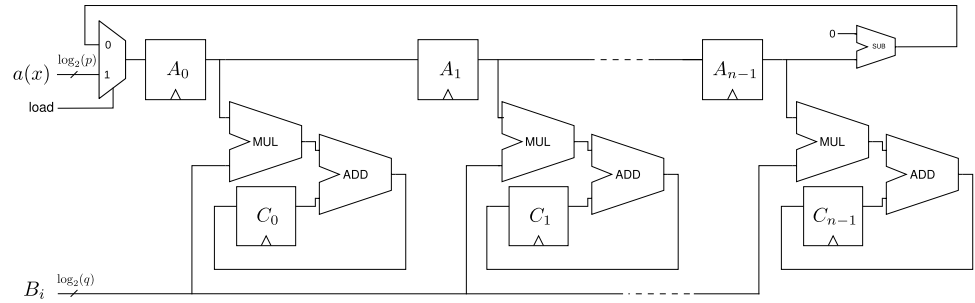 0
SUB
log₂(p)
0
a(x)
1
A₀
A₁
Aₙ₋₁
load
MUL
MUL
MUL
ADD
ADD
ADD
C₀
C₁
Cₙ₋₁
log₂(q)
Bᵢ